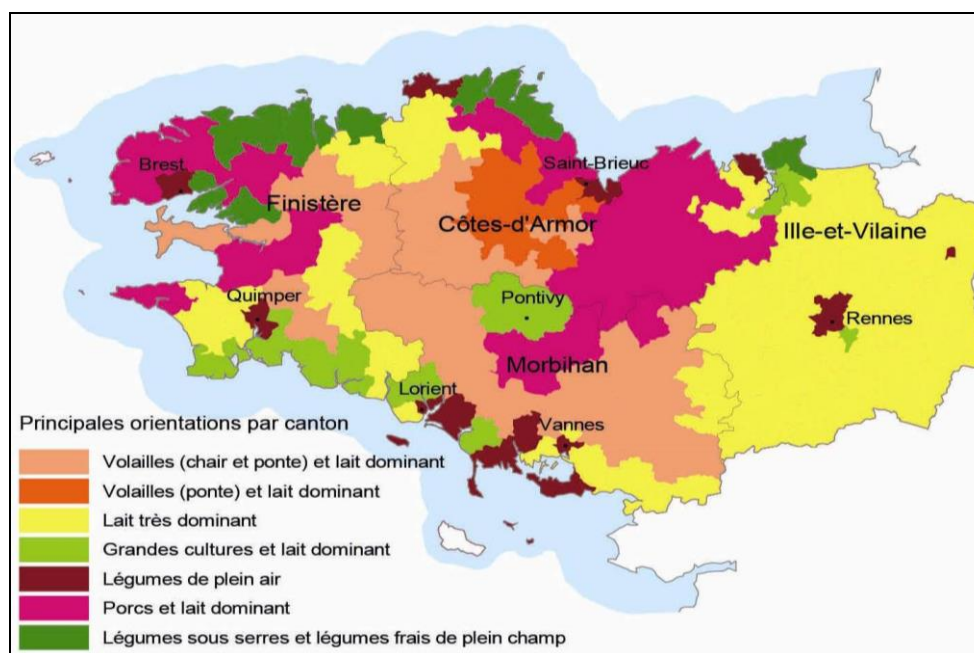 Brest
Saint-Brieuc
Finistère
Côtes-d'Armor
Ille-et-Vilaine
Quimper
Pontivy
Rennes
Morbihan
Lorient
Vannes
Principales orientations par canton
Volailles (chair et ponte) et lait dominant
Volailles (ponte) et lait dominant
Lait très dominant
Grandes cultures et lait dominant
Légumes de plein air
Porcs et lait dominant
Légumes sous serres et légumes frais de plein champ